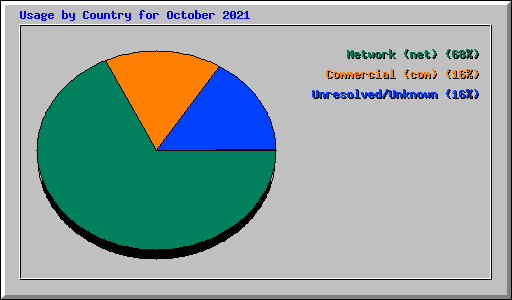 Usage by Country for October 2021
Network (net) (68%)
Commercial (com) (16%)
Unresolved/Unknown (16%)